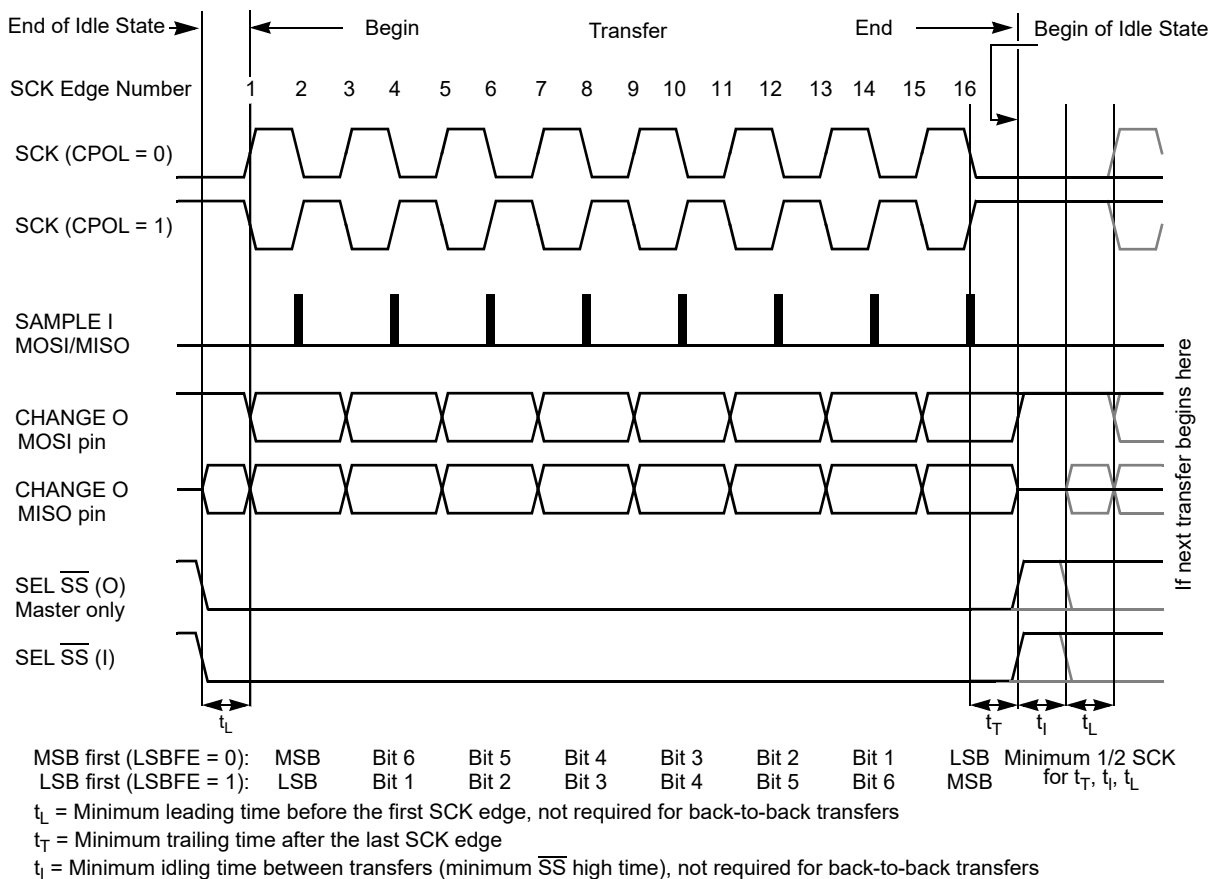 End of Idle State
Begin
Transfer
End
Begin of Idle State
SCK Edge Number
1 2 3 4 5 6 7 8 9 10 11 12 13 14 15 16
SCK (CPOL = 0)
SCK (CPOL = 1)
SAMPLE I
MOSI/MISO
CHANGE O
MOSI pin
CHANGE O
MISO pin
SEL S̅S̅ (O)
Master only
SEL S̅S̅ (I)
If next transfer begins here
tL
tT
tI
tL
MSB first (LSBFE = 0): MSB Bit 6 Bit 5 Bit 4 Bit 3 Bit 2 Bit 1 LSB
LSB first (LSBFE = 1): LSB Bit 1 Bit 2 Bit 3 Bit 4 Bit 5 Bit 6 MSB
Minimum 1/2 SCK
for tT, tI, tL
tL = Minimum leading time before the first SCK edge, not required for back-to-back transfers
tT = Minimum trailing time after the last SCK edge
tI = Minimum idling time between transfers (minimum S̅S̅ high time), not required for back-to-back transfers